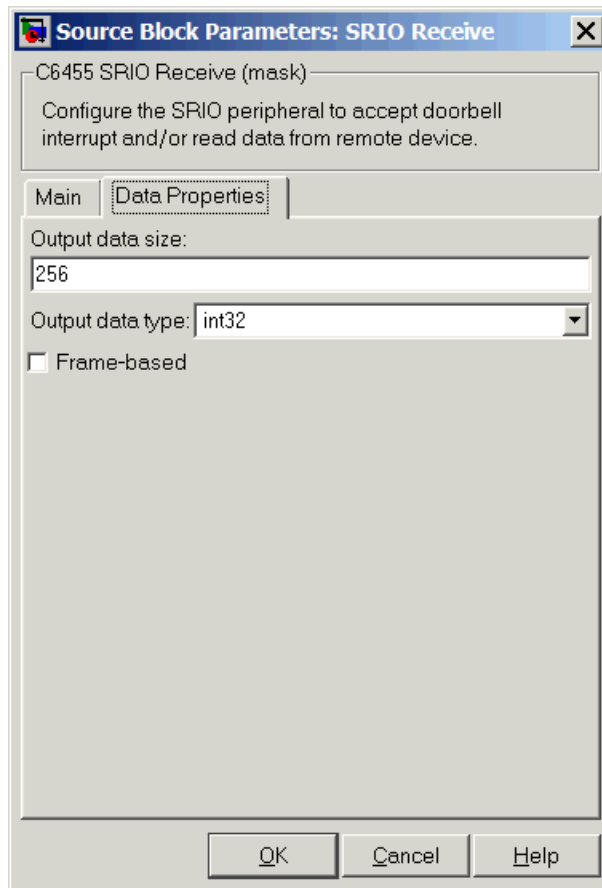 Source Block Parameters: SRIO Receive
C6455 SRIO Receive (mask)
Configure the SRIO peripheral to accept doorbell
interrupt and/or read data from remote device.
Main Data Properties
Output data size:
256
Output data type: int32
Frame-based
OK Cancel Help